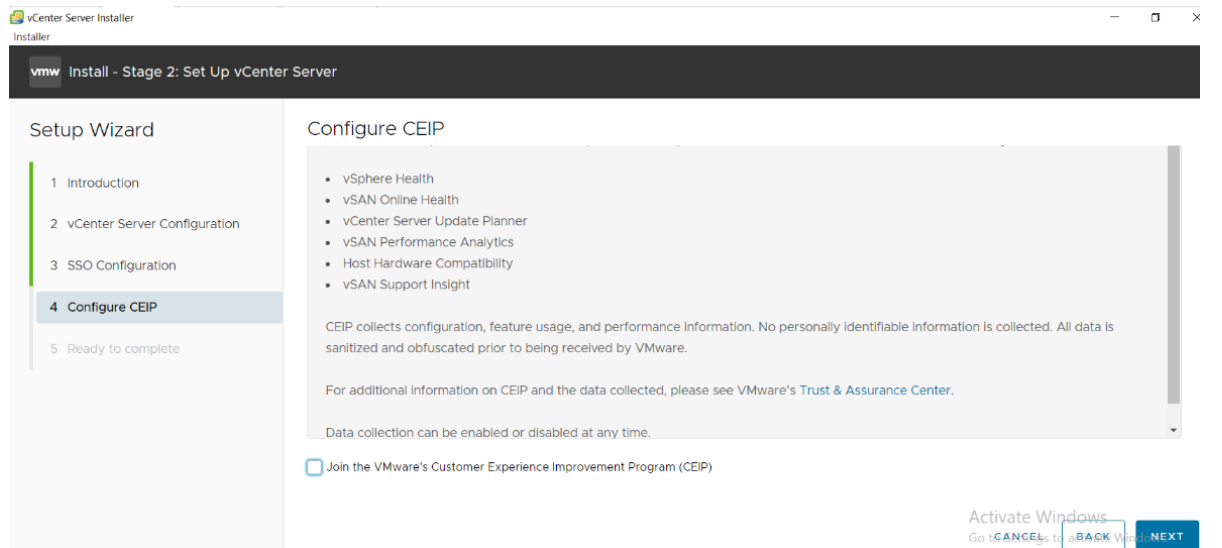 vCenter Server Installer
Installer
vmw Install - Stage 2: Set Up vCenter Server
Setup Wizard
1 Introduction
2 vCenter Server Configuration
3 SSO Configuration
4 Configure CEIP
5 Ready to complete
Configure CEIP
• vSphere Health
• vSAN Online Health
• vCenter Server Update Planner
• vSAN Performance Analytics
• Host Hardware Compatibility
• vSAN Support Insight
CEIP collects configuration, feature usage, and performance information. No personally identifiable information is collected. All data is
sanitized and obfuscated prior to being received by VMware.
For additional information on CEIP and the data collected, please see VMware's Trust & Assurance Center.
Data collection can be enabled or disabled at any time.
Join the VMware's Customer Experience Improvement Program (CEIP)
Activate Windows
Go to
CANCEL BACK NEXT